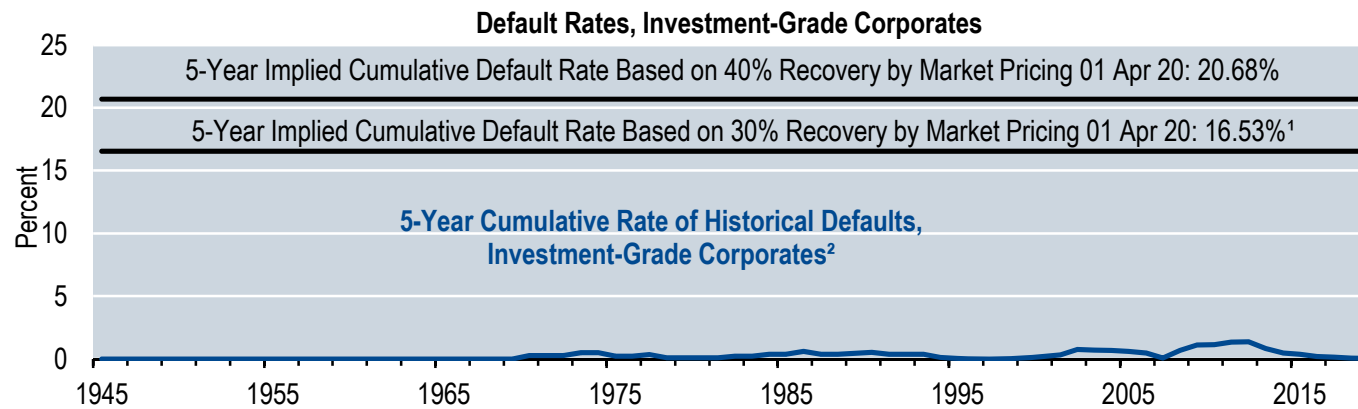 Default Rates, Investment-Grade Corporates
25
5-Year Implied Cumulative Default Rate Based on 40% Recovery by Market Pricing 01 Apr 20: 20.68%
20
5-Year Implied Cumulative Default Rate Based on 30% Recovery by Market Pricing 01 Apr 20: 16.53%¹
15
Percent
5-Year Cumulative Rate of Historical Defaults,
Investment-Grade Corporates²
10
5
0
1945 1955 1965 1975 1985 1995 2005 2015